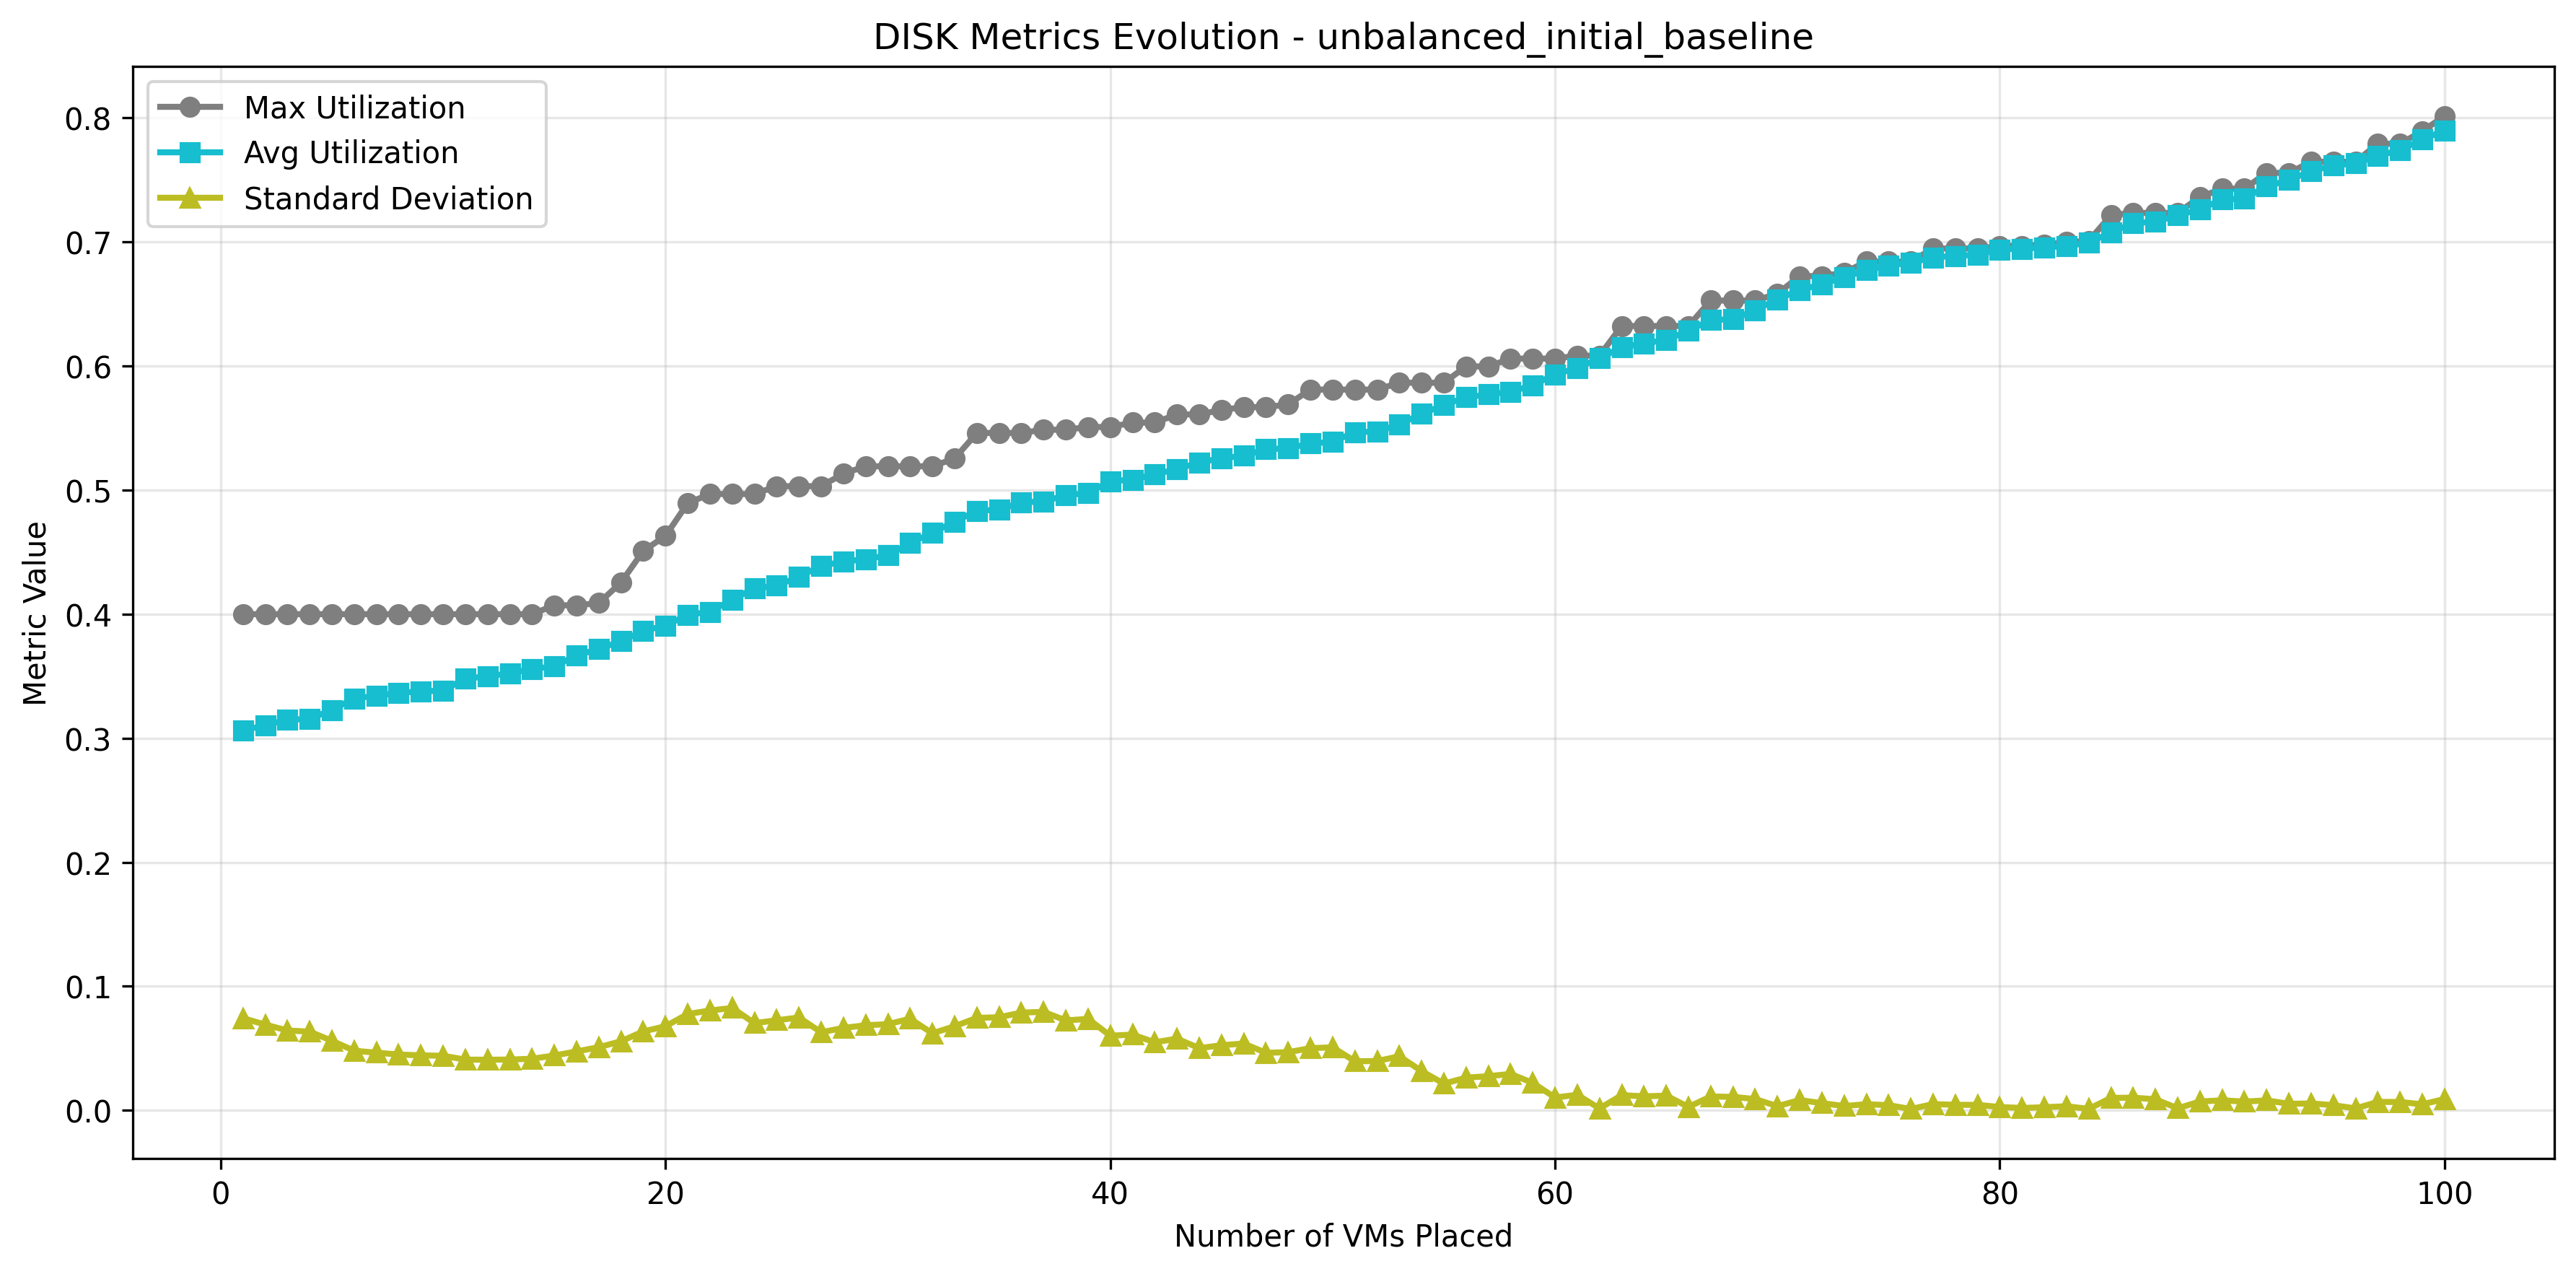 DISK Metrics Evolution - unbalanced_initial_baseline
Max Utilization
Avg Utilization
Standard Deviation
Metric Value
0.8
0.7
0.6
0.5
0.4
0.3
0.2
0.1
0.0
0 20 40 60 80 100
Number of VMs Placed